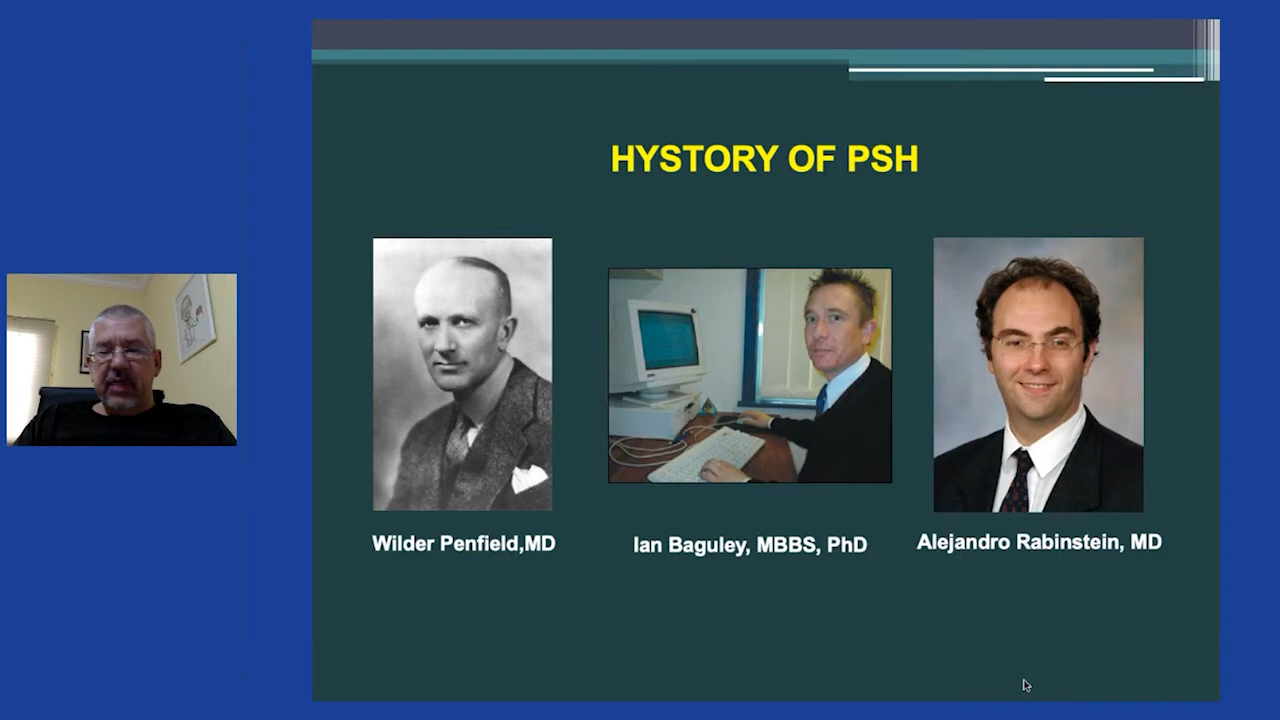 HYSTORY OF PSH
Wilder Penfield,MD
Ian Baguley, MBBS, PhD
Alejandro Rabinstein, MD